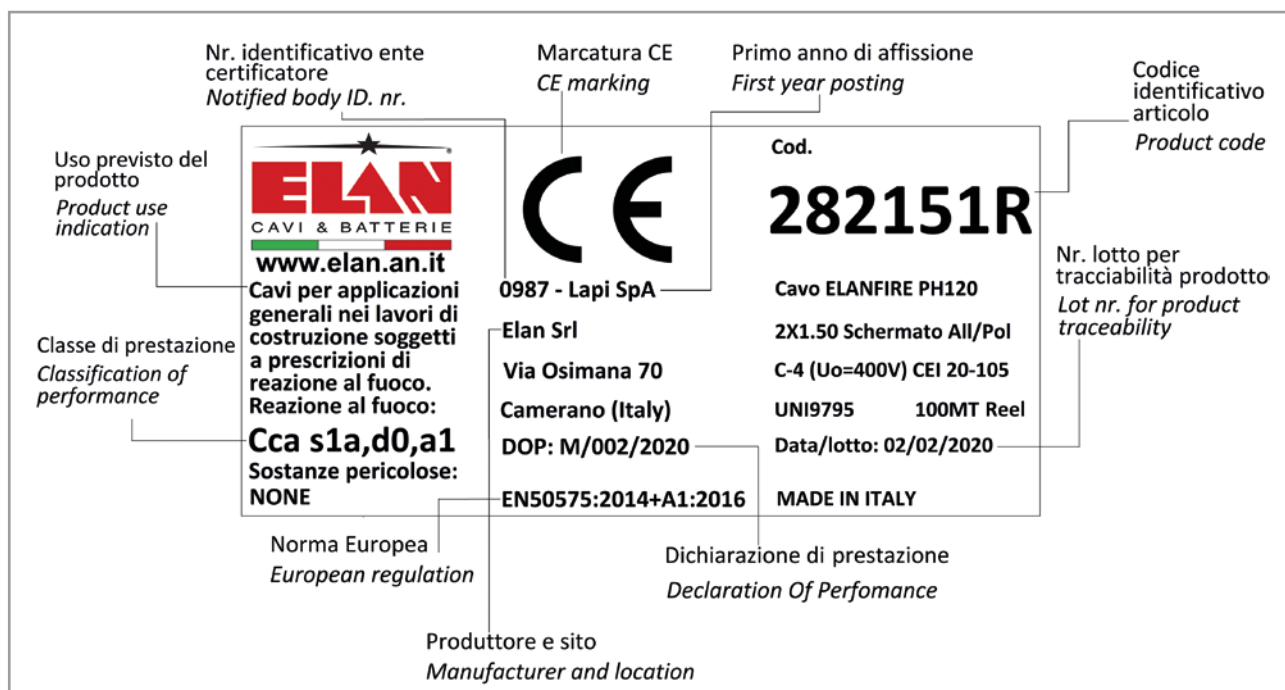 Nr. identificativo ente
certificatore
Notified body ID. nr.
Marcatura CE
CE marking
Primo anno di affissione
First year posting
Codice
identificativo
articolo
Product code
Uso previsto del
prodotto
Product use
indication
Classe di prestazione
Classification of
performance
ELAN
®
CAVI & BATTERIE
www.elan.an.it
Cavi per applicazioni
generali nei lavori di
costruzione soggetti
a prescrizioni di
reazione al fuoco.
Reazione al fuoco:
Cca s1a,d0,a1
Sostanze pericolose:
NONE
CE
0987 - Lapi SpA
Elan Srl
Via Osimana 70
Camerano (Italy)
DOP: M/002/2020
EN50575:2014+A1:2016
Cod.
282151R
Cavo ELANFIRE PH120
2X1.50 Schermato All/Pol
C-4 (Uo=400V) CEI 20-105
UNI9795 100MT Reel
Data/lotto: 02/02/2020
MADE IN ITALY
Nr. lotto per
tracciabilità prodotto
Lot nr. for product
traceability
Norma Europea
European regulation
Dichiarazione di prestazione
Declaration Of Perfomance
Produttore e sito
Manufacturer and location